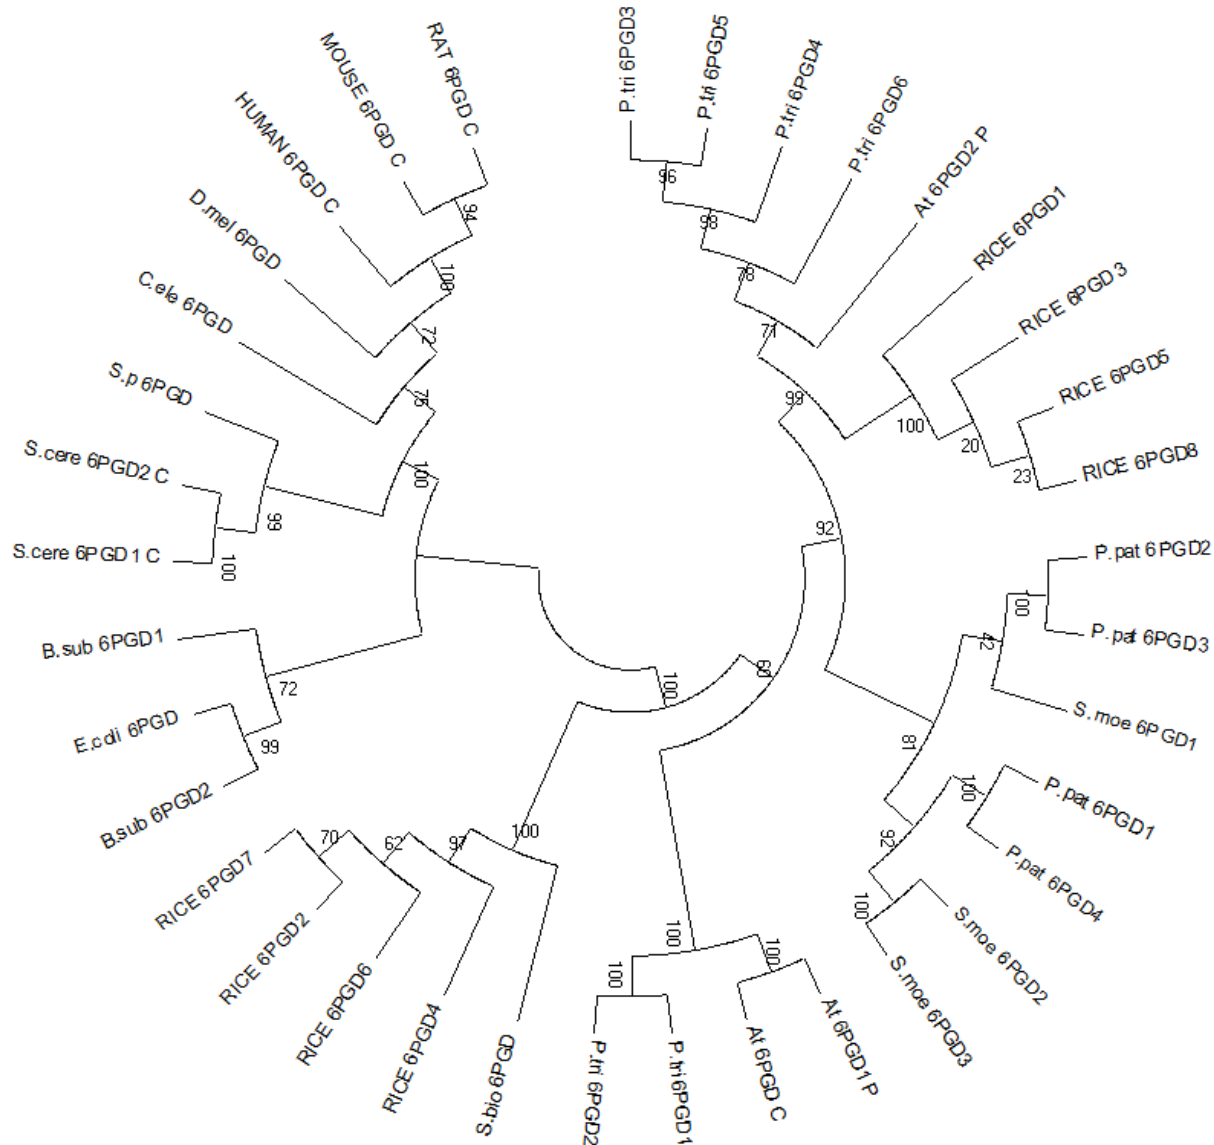 P.tri 6PGD3
P.tri 6PGD5
P.tri 6PGD4
P.tri 6PGD6
At 6PGD2 P
RICE 6PGD1
RICE 6PGD3
RICE 6PGD5
RICE 6PGD8
P.pat 6PGD2
P.pat 6PGD3
S.moe 6PGD1
P.pat 6PGD1
P.pat 6PGD4
S.moe 6PGD2
S.moe 6PGD3
At 6PGD1 P
At 6PGD C
P.tri 6PGD1
P.tri 6PGD2
S.bio 6PGD
RICE 6PGD4
RICE 6PGD6
RICE 6PGD2
RICE 6PGD7
B.sub 6PGD2
E.coli 6PGD
B.sub 6PGD1
S.cere 6PGD1 C
S.cere 6PGD2 C
S.p 6PGD
C.ele 6PGD
D.mel 6PGD
HUMAN 6PGD C
MOUSE 6PGD C
RAT 6PGD C
96
98
78
71
99
100
20
23
92
100
42
81
100
92
100
60
100
100
100
100
100
97
62
70
99
72
100
99
100
75
72
100
94